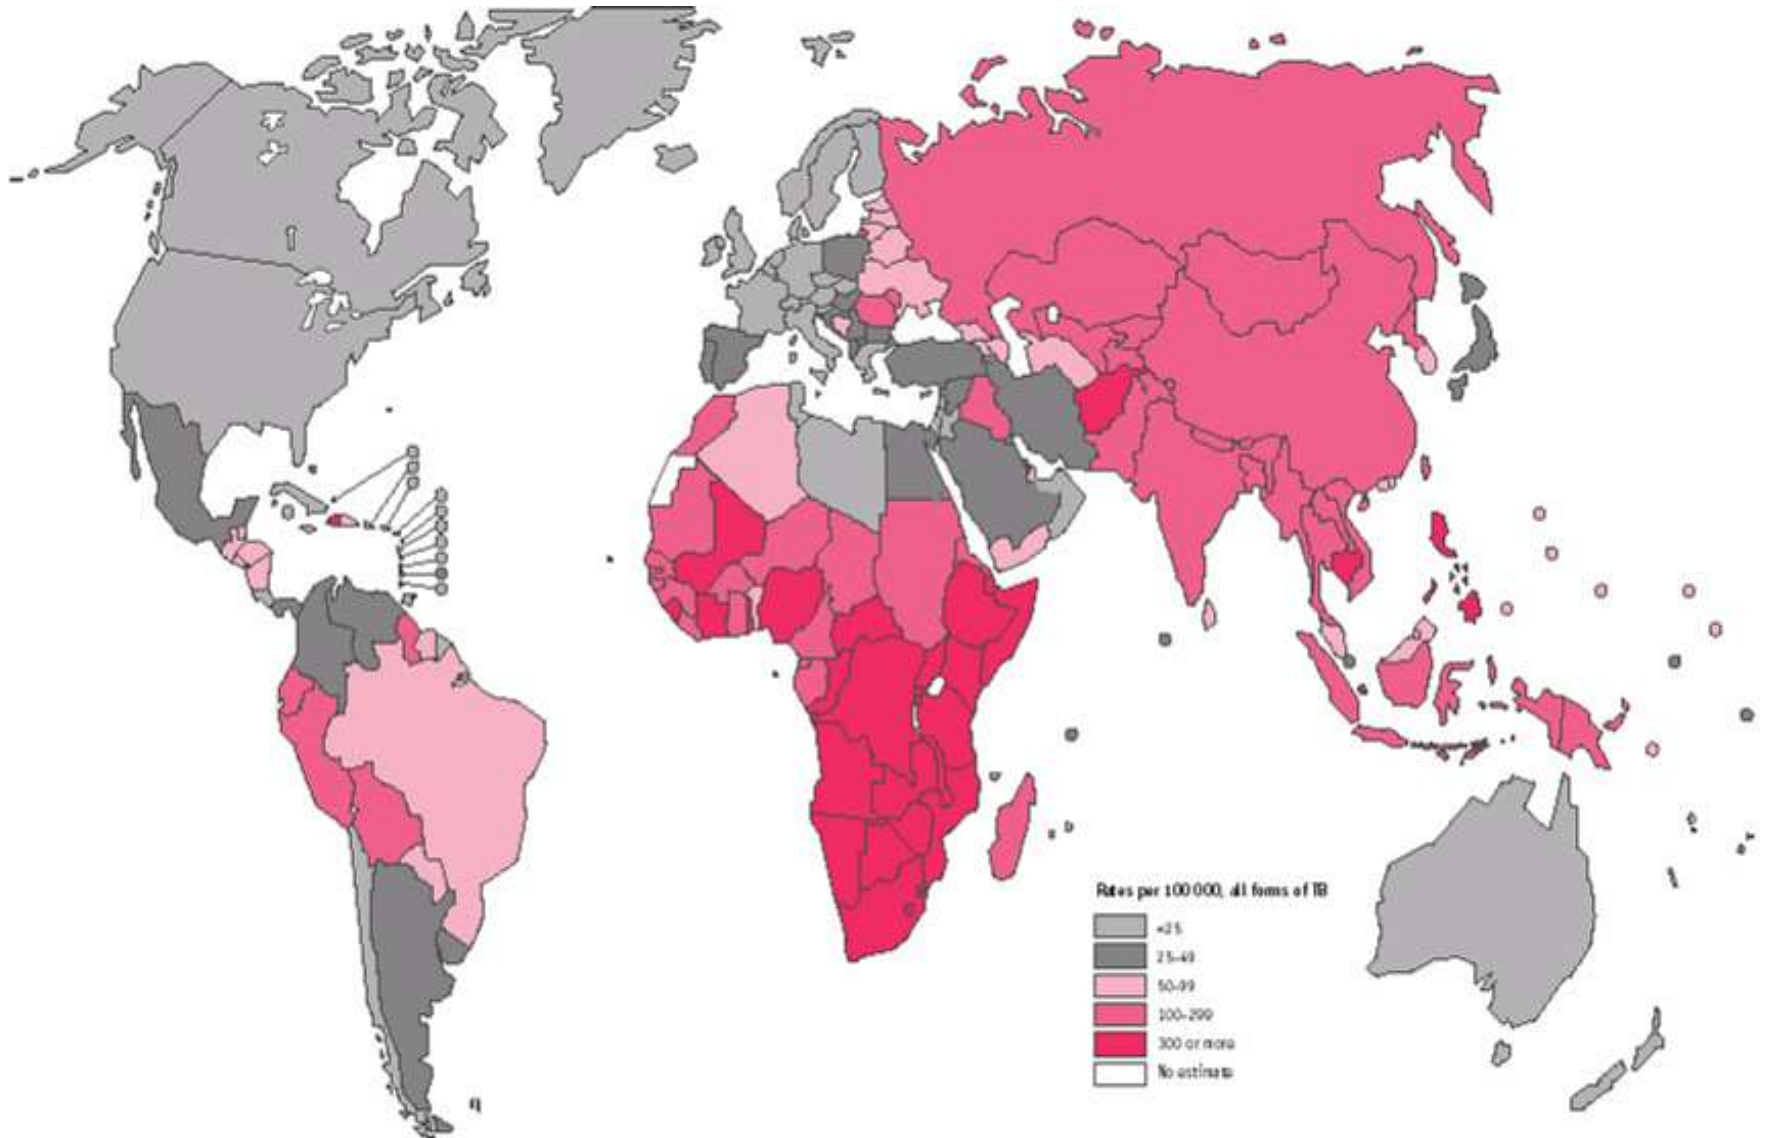 Rates per 100 000, all forms of TB
<25
25-49
50-99
100-299
300 or more
No estimate